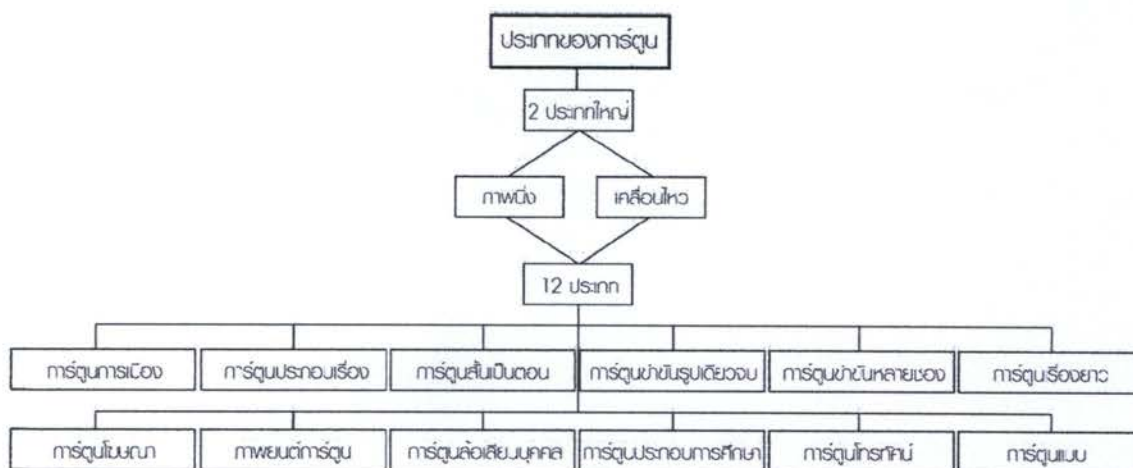 ประเภทของการ์ตูน
2 ประเภทใหญ่
ภาพนิ่ง
เคลื่อนไหว
12 ประเภท
การ์ตูนการเมือง
การ์ตูนประกอบเรื่อง
การ์ตูนสั้นเป็นตอน
การ์ตูนขำขันรูปเดียวจบ
การ์ตูนขำขันหลายช่อง
การ์ตูนเรื่องยาว
การ์ตูนโฆษณา
ภาพยนต์การ์ตูน
การ์ตูนล้อเลียนบุคคล
การ์ตูนประกอบการศึกษา
การ์ตูนโทรทัศน์
การ์ตูนแบบ